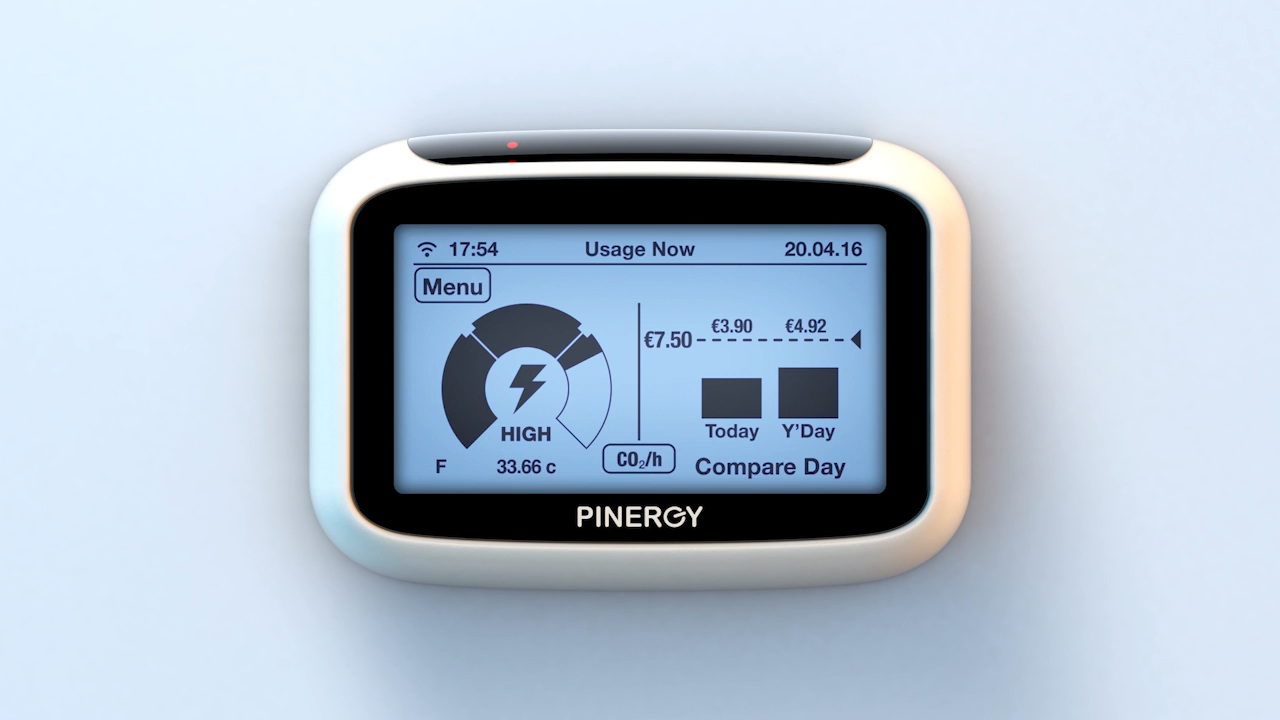 17:54 Usage Now 20.04.16
Menu
€3.90 €4.92
€7.50
HIGH
Today Y'Day
F 33.66 c CO₂/h Compare Day
PINERGY